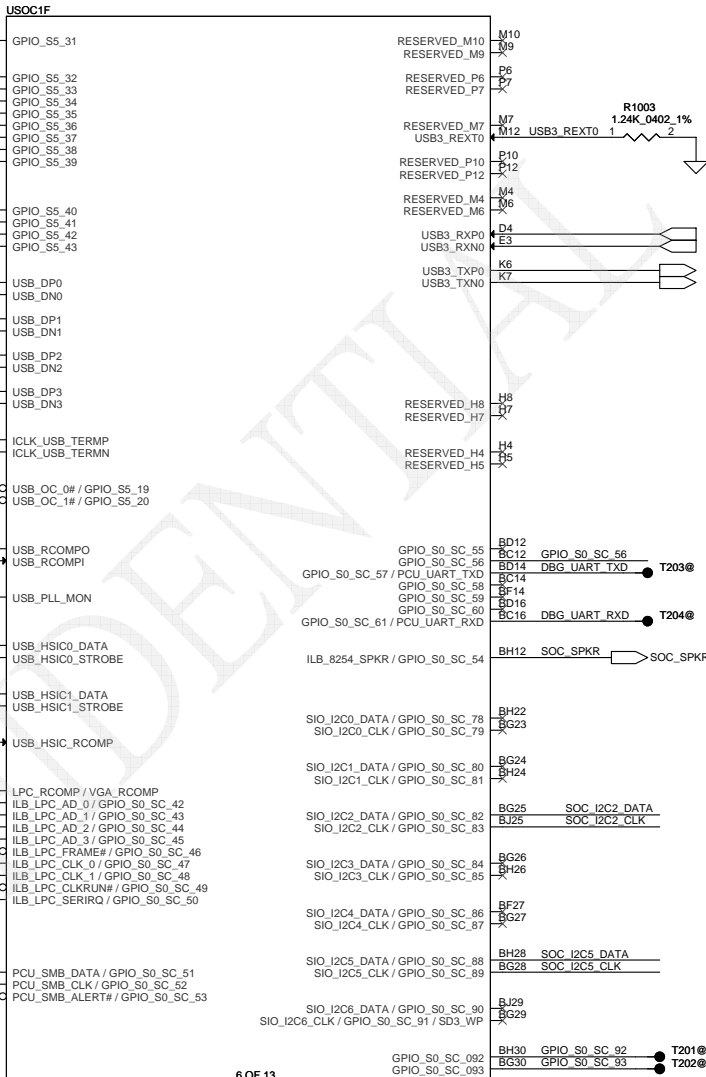 USOC1F
GPIO_S5_31
GPIO_S5_32
GPIO_S5_33
GPIO_S5_34
GPIO_S5_35
GPIO_S5_36
GPIO_S5_37
GPIO_S5_38
GPIO_S5_39
GPIO_S5_40
GPIO_S5_41
GPIO_S5_42
GPIO_S5_43
USB_DP0
USB_DN0
USB_DP1
USB_DN1
USB_DP2
USB_DN2
USB_DP3
USB_DN3
ICLK_USB_TERMP
ICLK_USB_TERMN
USB_OC_0# / GPIO_S5_19
USB_OC_1# / GPIO_S5_20
USB_RCOMPO
USB_RCOMPI
USB_PLL_MON
USB_HSIC0_DATA
USB_HSIC0_STROBE
USB_HSIC1_DATA
USB_HSIC1_STROBE
USB_HSIC_RCOMP
LPC_RCOMP / VGA_RCOMP
ILB_LPC_AD_0 / GPIO_S0_SC_42
ILB_LPC_AD_1 / GPIO_S0_SC_43
ILB_LPC_AD_2 / GPIO_S0_SC_44
ILB_LPC_AD_3 / GPIO_S0_SC_45
ILB_LPC_FRAME# / GPIO_S0_SC_46
ILB_LPC_CLK_0 / GPIO_S0_SC_47
ILB_LPC_CLK_1 / GPIO_S0_SC_48
ILB_LPC_CLKRUN# / GPIO_S0_SC_49
ILB_LPC_SERIRQ / GPIO_S0_SC_50
PCU_SMB_DATA / GPIO_S0_SC_51
PCU_SMB_CLK / GPIO_S0_SC_52
PCU_SMB_ALERT# / GPIO_S0_SC_53
RESERVED_M10 M10
RESERVED_M9 M9
RESERVED_P6 P6
RESERVED_P7 P7
R1003
1.24K_0402_1%
RESERVED_M7 M7
USB3_REXT0 M12 USB3_REXT0 1 2
RESERVED_P10 P10
RESERVED_P12 P12
RESERVED_M4 M4
RESERVED_M6 M6
USB3_RXP0 D4
USB3_RXN0 E3
USB3_TXP0 K6
USB3_TXN0 K7
RESERVED_H8 H8
RESERVED_H7 H7
RESERVED_H4 H4
RESERVED_H5 H5
GPIO_S0_SC_55 BD12
GPIO_S0_SC_56 BC12 GPIO_S0_SC_56
GPIO_S0_SC_57 / PCU_UART_TXD BD14 DBG_UART_TXD T203@
GPIO_S0_SC_58 BC14
GPIO_S0_SC_59 BF14
GPIO_S0_SC_60 BD16
GPIO_S0_SC_61 / PCU_UART_RXD BC16 DBG_UART_RXD T204@
ILB_8254_SPKR / GPIO_S0_SC_54 BH12 SOC_SPKR SOC_SPKR
SIO_I2C0_DATA / GPIO_S0_SC_78 BH22
SIO_I2C0_CLK / GPIO_S0_SC_79 BG23
SIO_I2C1_DATA / GPIO_S0_SC_80 BG24
SIO_I2C1_CLK / GPIO_S0_SC_81 BH24
SIO_I2C2_DATA / GPIO_S0_SC_82 BG25 SOC_I2C2_DATA
SIO_I2C2_CLK / GPIO_S0_SC_83 BJ25 SOC_I2C2_CLK
SIO_I2C3_DATA / GPIO_S0_SC_84 BG26
SIO_I2C3_CLK / GPIO_S0_SC_85 BH26
SIO_I2C4_DATA / GPIO_S0_SC_86 BF27
SIO_I2C4_CLK / GPIO_S0_SC_87 BG27
SIO_I2C5_DATA / GPIO_S0_SC_88 BH28 SOC_I2C5_DATA
SIO_I2C5_CLK / GPIO_S0_SC_89 BG28 SOC_I2C5_CLK
SIO_I2C6_DATA / GPIO_S0_SC_90 BJ29
SIO_I2C6_CLK / GPIO_S0_SC_91 / SD3_WP BG29
GPIO_S0_SC_092 BH30 GPIO_S0_SC_92 T201@
GPIO_S0_SC_093 BG30 GPIO_S0_SC_93 T202@
6 OF 13